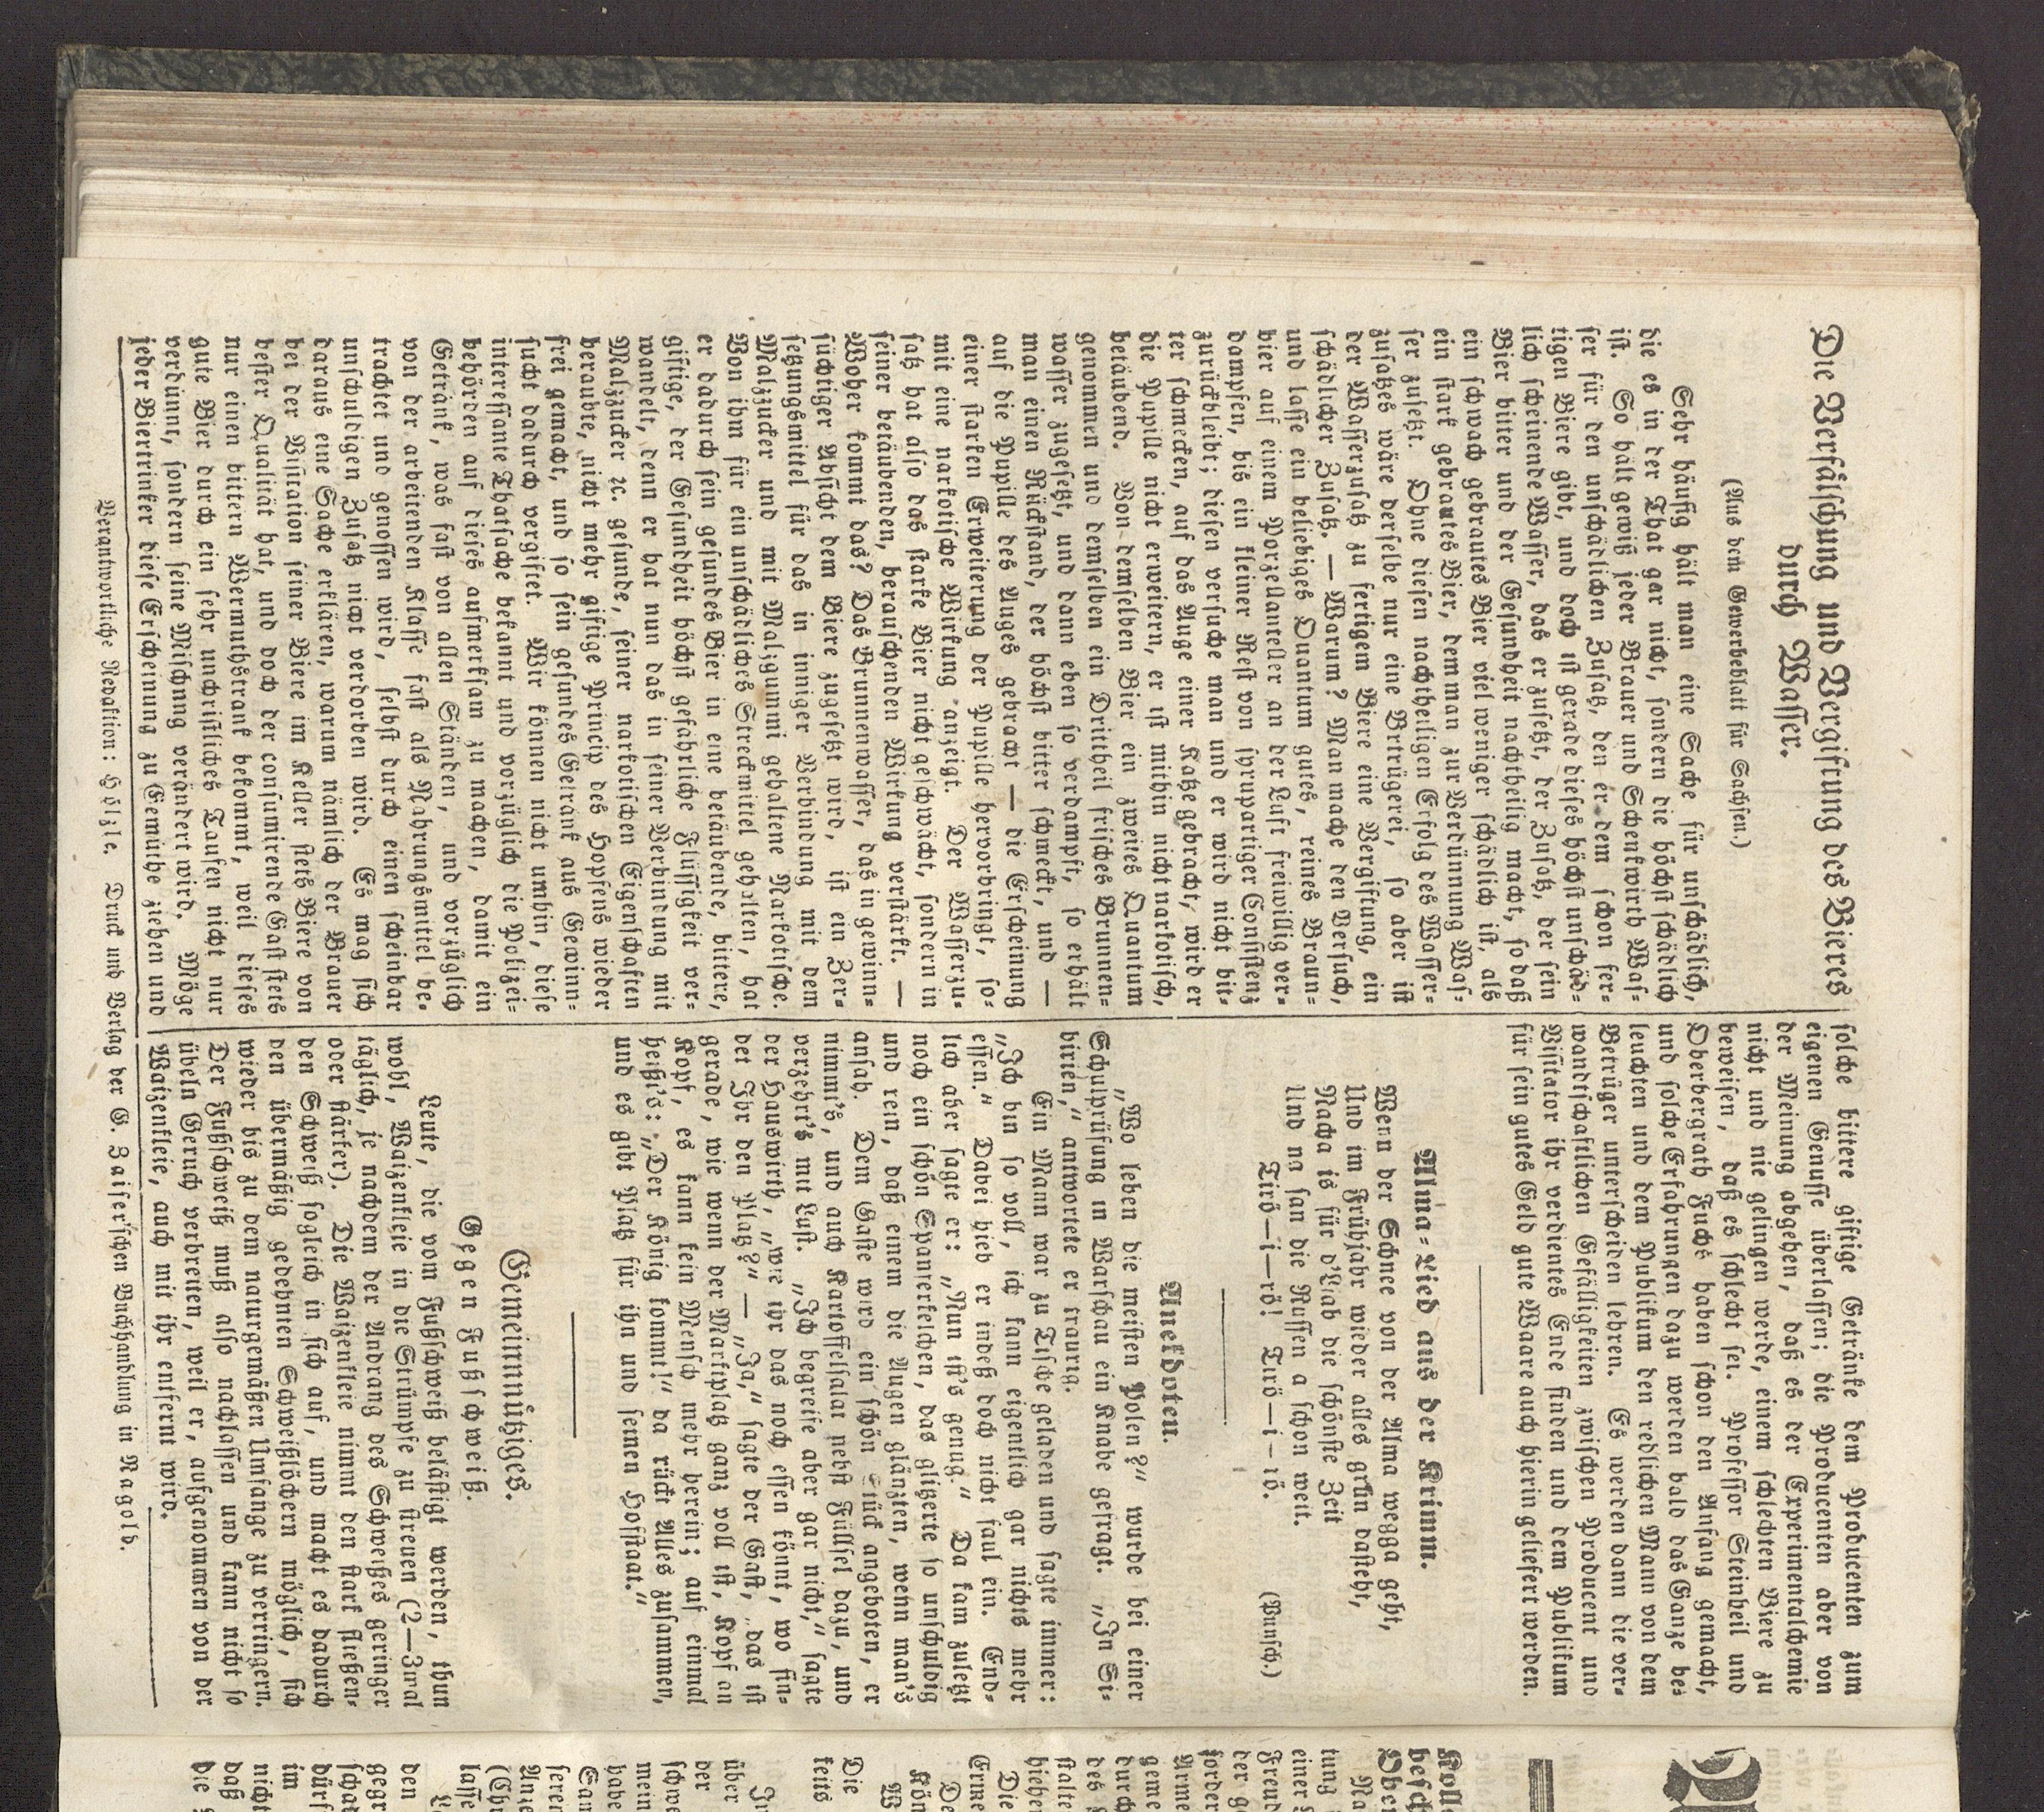 Die Verfälschung und Vergiftung des Bieres
durch Wasser.
(Aus dem Gewerbeblatt für Sachsen.)
Sehr häufig hält man eine Sache für unschädlich,
die es in der That gar nicht, sondern die höchst schädlich
ist. So hält gewiß jeder Brauer und Schenkwirth Was-
ser für den unschädlichen Zusatz, den er dem schon fer-
tigen Biere gibt, und doch ist gerade dieses höchst unschäd-
lich scheinende Wasser, das er zusetzt, der Zusatz, der sein
Bier bitter und der Gesundheit nachtheilig macht, sodaß
ein schwach gebrautes Bier viel weniger schädlich ist, als
ein stark gebrautes Bier, dem man zur Verdünnung Was-
ser zusetzt. Ohne diesen nachtheiligen Erfolg des Wasser-
zusatzes wäre derselbe nur eine Betrügerei, so aber ist
der Wasserzusatz zu fertigem Biere eine Vergiftung, ein
schädlicher Zusatz. — Warum? Man mache den Versuch,
und lasse ein beliebiges Quantum gutes, reines Braun-
bier auf einem Porzellanteller an der Luft freiwillig ver-
dampfen, bis ein kleiner Rest von syrupartiger Consistenz
zurückbleibt; diesen versuche man und er wird nicht bit-
ter schmecken, auf das Auge einer Katze gebracht, wird er
die Pupille nicht erweitern, er ist mithin nicht narkotisch,
betäubend. Von demselben Bier ein zweites Quantum
genommen und demselben ein Drittheil frisches Brunnen-
wasser zugesetzt, und dann eben so verdampft, so erhält
man einen Rückstand, der höchst bitter schmeckt, und —
auf die Pupille des Auges gebracht — die Erscheinung
einer starken Erweiterung der Pupille hervorbringt, so-
mit eine narkotische Wirkung anzeigt. Der Wasserzu-
satz hat also das starke Bier nicht geschwächt, sondern in
seiner betäubenden, berauschenden Wirkung verstärkt. —
Woher kommt das? Das Brunnenwasser, das in gewinn-
süchtiger Absicht dem Biere zugesetzt wird, ist ein Zer-
setzungsmittel für das in inniger Verbindung mit dem
Malzzucker und mit Malzgummi gehaltene Narkotische.
Von ihm für ein unschädliches Streckmittel gehalten, hat
er dadurch sein gesundes Bier in eine betäubende, bittere,
giftige, der Gesundheit höchst gefährliche Flüssigkeit ver-
wandelt, denn er hat nun das in seiner Verbindung mit
Malzzucker ꝛc gesunde, seiner narkotischen Eigenschaften
beraubte, nicht mehr giftige Princip des Hopfens wieder
frei gemacht, und so sein gesundes Getränk aus Gewinn-
sucht dadurch vergiftet. Wir können nicht umhin, diese
interessante Thatsache bekannt und vorzüglich die Polizei-
behörden auf dieses aufmerksam zu machen, damit ein
Getränk, was fast von allen Ständen, und vorzüglich
von der arbeitenden Klasse fast als Nahrungsmittel be-
trachtet und genossen wird, selbst durch einen scheinbar
unschuldigen Zusatz nicht verdorben wird. Es mag sich
daraus eine Sache erklären, warum nämlich der Brauer
bei der Visitation seiner Biere im Keller stets Biere von
bester Qualität hat, und doch der consumirende Gast stets
nur einen bittern Wermuthstrank bekommt, weil dieses
gute Bier durch ein sehr unchristliches Taufen nicht nur
verdünnt, sondern seine Mischung verändert wird. Möge
jeder Biertrinker diese Erscheinung zu Gemüthe ziehen und
solche bittere giftige Getränke dem Producenten zum
eigenen Genusse überlassen; die Producenten aber von
der Meinung abgehen, daß es der Experimentalchemie
nicht und nie gelingen werde, einem schlechten Biere zu
beweisen, daß es schlecht sei. Professor Steinheil und
Oberbergrath Fuchs haben schon den Anfang gemacht,
und solche Erfahrungen dazu werden bald das Ganze be-
leuchten und dem Publikum den redlichen Mann von dem
Betrüger unterscheiden lehren. Es werden dann die ver-
wandtschaftlichen Gefälligkeiten zwischen Producent und
Visitator ihr verdientes Ende finden und dem Publikum
für sein gutes Geld gute Waare auch hierin geliefert werden.
Alma-Lied aus der Krimm.
Wenn der Schnee von der Alma wegga geht,
Und im Frühjahr wieder alles grün dasteht,
Nacha is für d'Leb die schönste Zeit
Und na san die Russen a schon weit.
Tirö—i—rö! Tirö—i—rö.
(Punsch.)
Anekdoten.
„Wo leben die meisten Polen?“ wurde bei einer
Schulprüfung in Warschau ein Knabe gefragt. „In Si-
birien,“ antwortete er traurig.
Ein Mann war zu Tische geladen und sagte immer:
„Ich bin so voll, ich kann eigentlich gar nichts mehr
essen.“ Dabei hieb er indeß doch nicht faul ein. End-
lich aber sagte er: „Nun ist's genug.“ Da kam zuletzt
noch ein schön Spanferkelchen, das glizerte so unschuldig
und rein, daß einem die Augen glänzten, wenn man's
ansah. Dem Gaste wird ein schön Stück angeboten, er
nimmt's, und auch Kartoffelsalat nebst Füllsel dazu, und
verzehrt's mit Lust. „Ich begreife aber gar nicht,“ sagte
der Hauswirth, „wie ihr das noch essen könnt, wo fin-
det Ihr den Platz?“ — „Ja,“ sagte der Gast, „das ist
gerade, wie wenn der Marktplatz ganz voll ist, Kopf an
Kopf, es kann kein Mensch mehr herein; auf einmal
heißt's: „Der König kommt!“ da rückt Alles zusammen,
und es gibt Platz für ihn und seinen Hofstaat.“
Gemeinnütziges.
Gegen Fußschweiß.
Leute, die vom Fußschweiß belästigt werden, thun
wohl, Waizenkleie in die Strümpfe zu streuen (2—3mal
täglich, je nachdem der Andrang des Schweißes geringer
oder stärker). Die Waizenkleie nimmt den stark fließen-
den Schweiß sogleich in sich auf, und macht es dadurch
den übermäßig gedehnten Schweißlöchern möglich, sich
wieder bis zu dem naturgemäßen Umfange zu verringern.
Der Fußschweiß muß also nachlassen und kann nicht so
übeln Geruch verbreiten, weil er, aufgenommen von der
Waizenkleie, auch mit ihr entfernt wird.
Verantwortliche Redaktion: Hölzle. Druck und Verlag der G. Zaiser'schen Buchhandlung in Nagold.